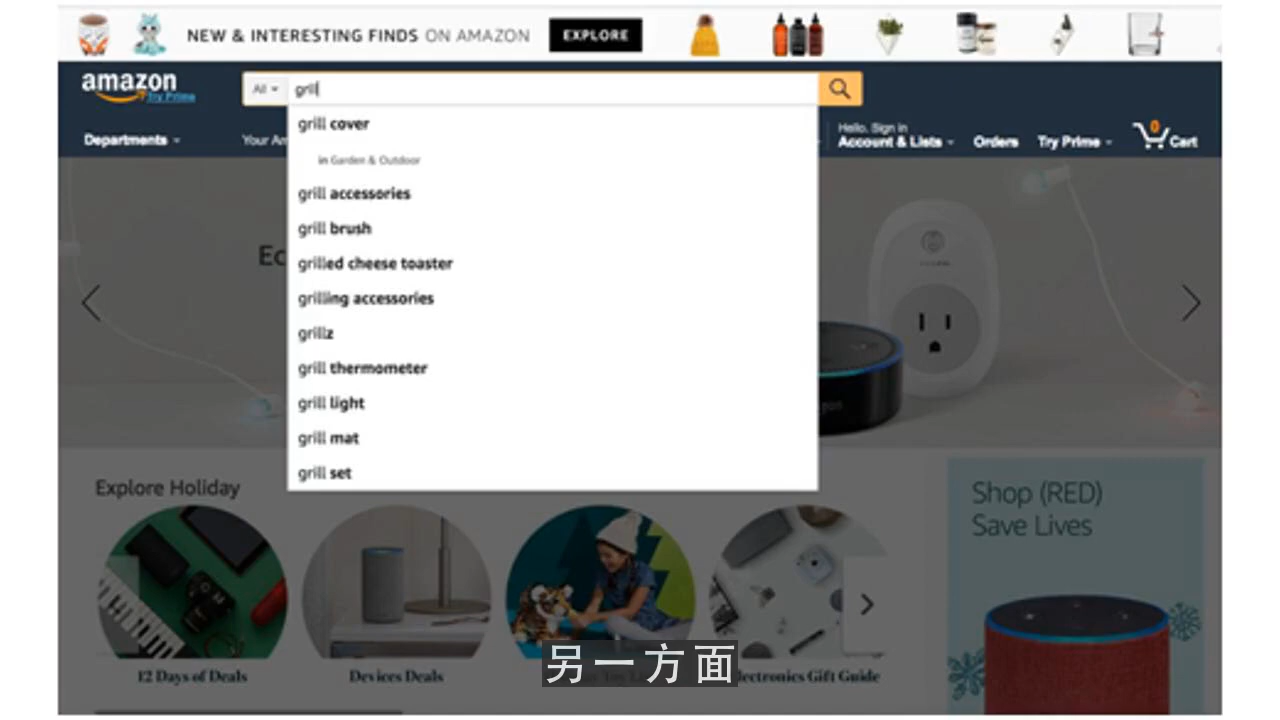 NEW & INTERESTING FINDS ON AMAZON EXPLORE
amazon
Try Prime
All grill
Departments
Hello. Sign in
Account & Lists Orders Try Prime 0 Cart
grill cover
in Garden & Outdoor
grill accessories
grill brush
grilled cheese toaster
grilling accessories
grillz
grill thermometer
grill light
grill mat
grill set
Explore Holiday
Shop (RED)
Save Lives
12 Days of Deals
Devices Deals
Gift Guide
另一方面